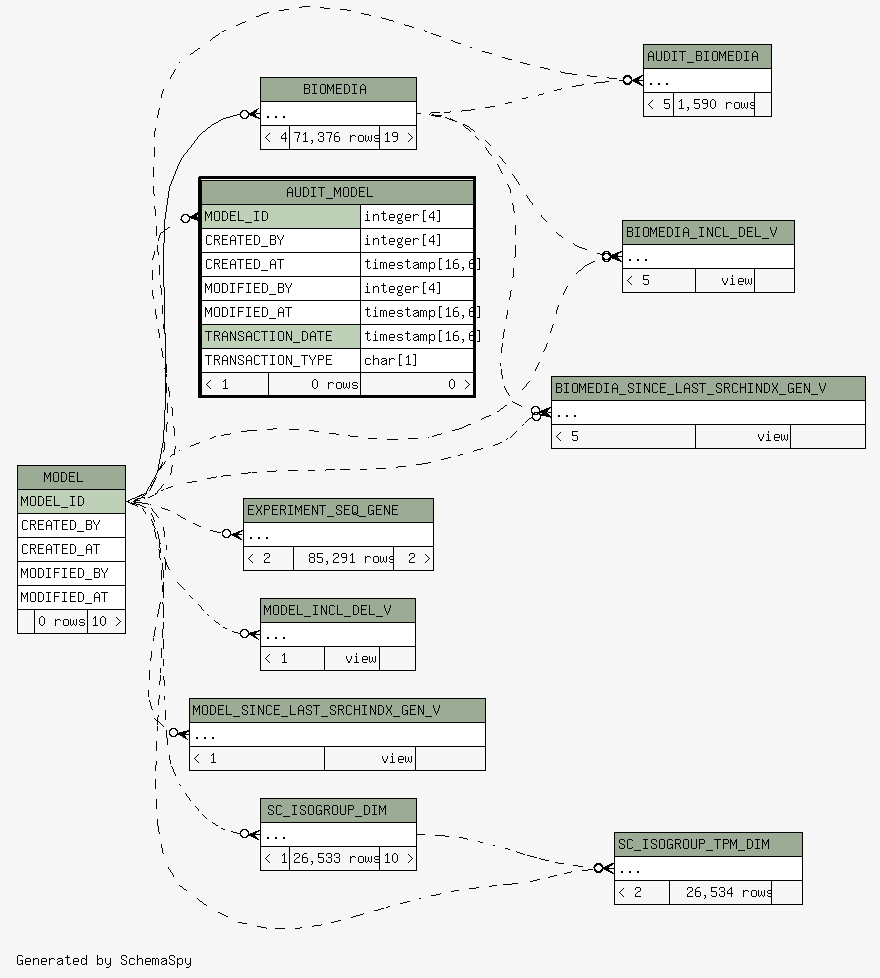 AUDIT_BIOMEDIA
...
< 5 1,590 rows
BIOMEDIA
...
< 4 71,376 rows 19 >
AUDIT_MODEL
MODEL_ID integer[4]
CREATED_BY integer[4]
CREATED_AT timestamp[16,6]
MODIFIED_BY integer[4]
MODIFIED_AT timestamp[16,6]
TRANSACTION_DATE timestamp[16,6]
TRANSACTION_TYPE char[1]
< 1 0 rows 0 >
BIOMEDIA_INCL_DEL_V
...
< 5 view
BIOMEDIA_SINCE_LAST_SRCHINDX_GEN_V
...
< 5 view
MODEL
MODEL_ID
CREATED_BY
CREATED_AT
MODIFIED_BY
MODIFIED_AT
0 rows 10 >
EXPERIMENT_SEQ_GENE
...
< 2 85,291 rows 2 >
MODEL_INCL_DEL_V
...
< 1 view
MODEL_SINCE_LAST_SRCHINDX_GEN_V
...
< 1 view
SC_ISOGROUP_DIM
...
< 1 26,533 rows 10 >
SC_ISOGROUP_TPM_DIM
...
< 2 26,534 rows
Generated by SchemaSpy